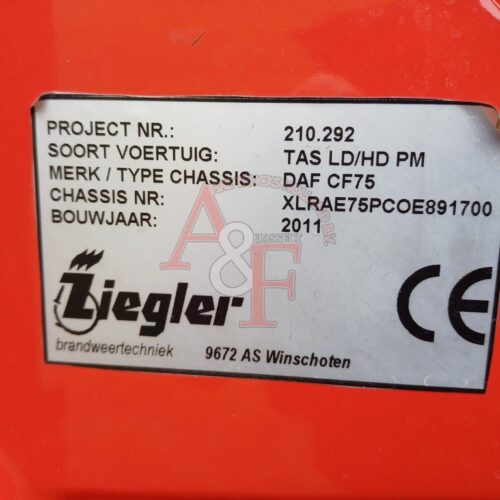 PROJECT NR.: 210.292
SOORT VOERTUIG: TAS LD/HD PM
MERK / TYPE CHASSIS: DAF CF75
CHASSIS NR: XLRAE75PCOE891700
BOUWJAAR: 2011
A&F
HASSELT
Ziegler
CE
brandweertechniek
9672 AS Winschoten